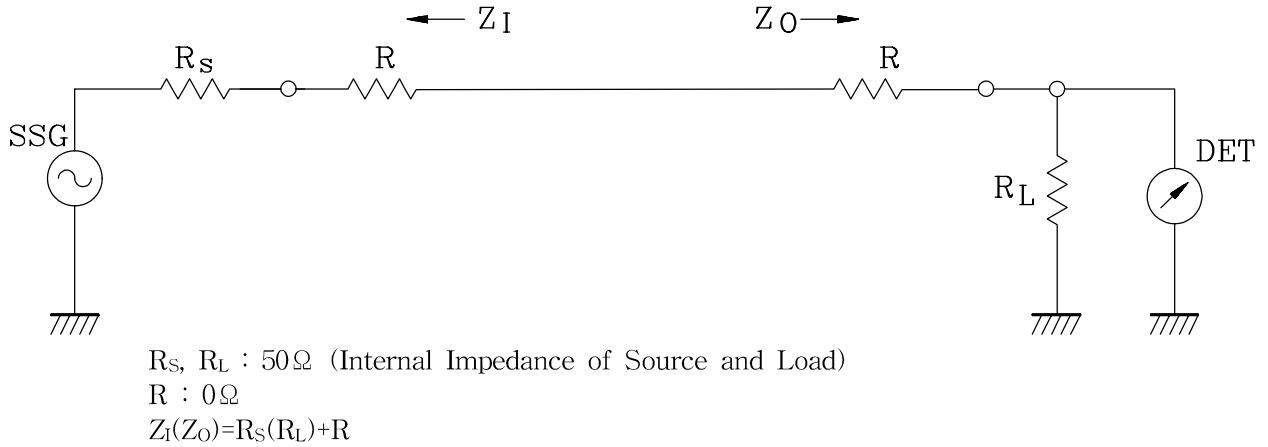 Z_I Z_O
R_S R R
SSG
DET
R_L
R_S, R_L : 50Ω (Internal Impedance of Source and Load)
R : 0Ω
Z_I(Z_O)=R_S(R_L)+R